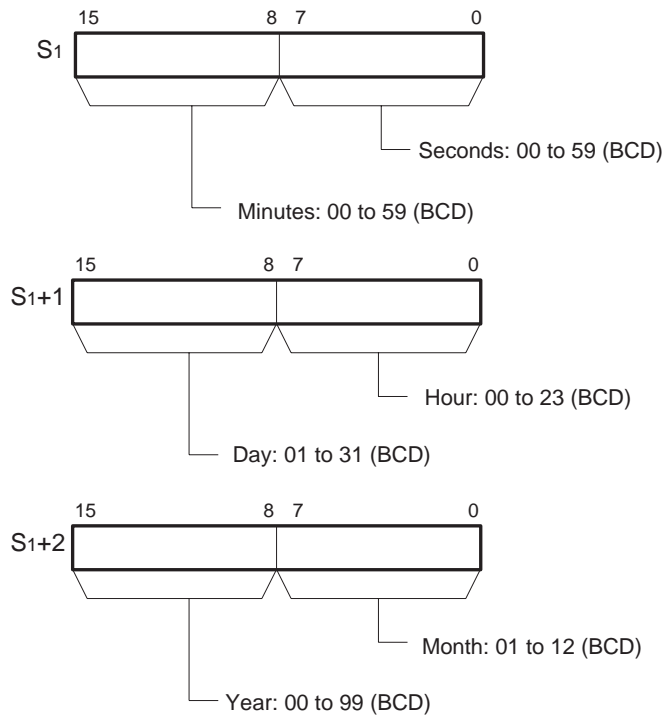 15 8 7 0
S1
Seconds: 00 to 59 (BCD)
Minutes: 00 to 59 (BCD)
15 8 7 0
S1+1
Hour: 00 to 23 (BCD)
Day: 01 to 31 (BCD)
15 8 7 0
S1+2
Month: 01 to 12 (BCD)
Year: 00 to 99 (BCD)